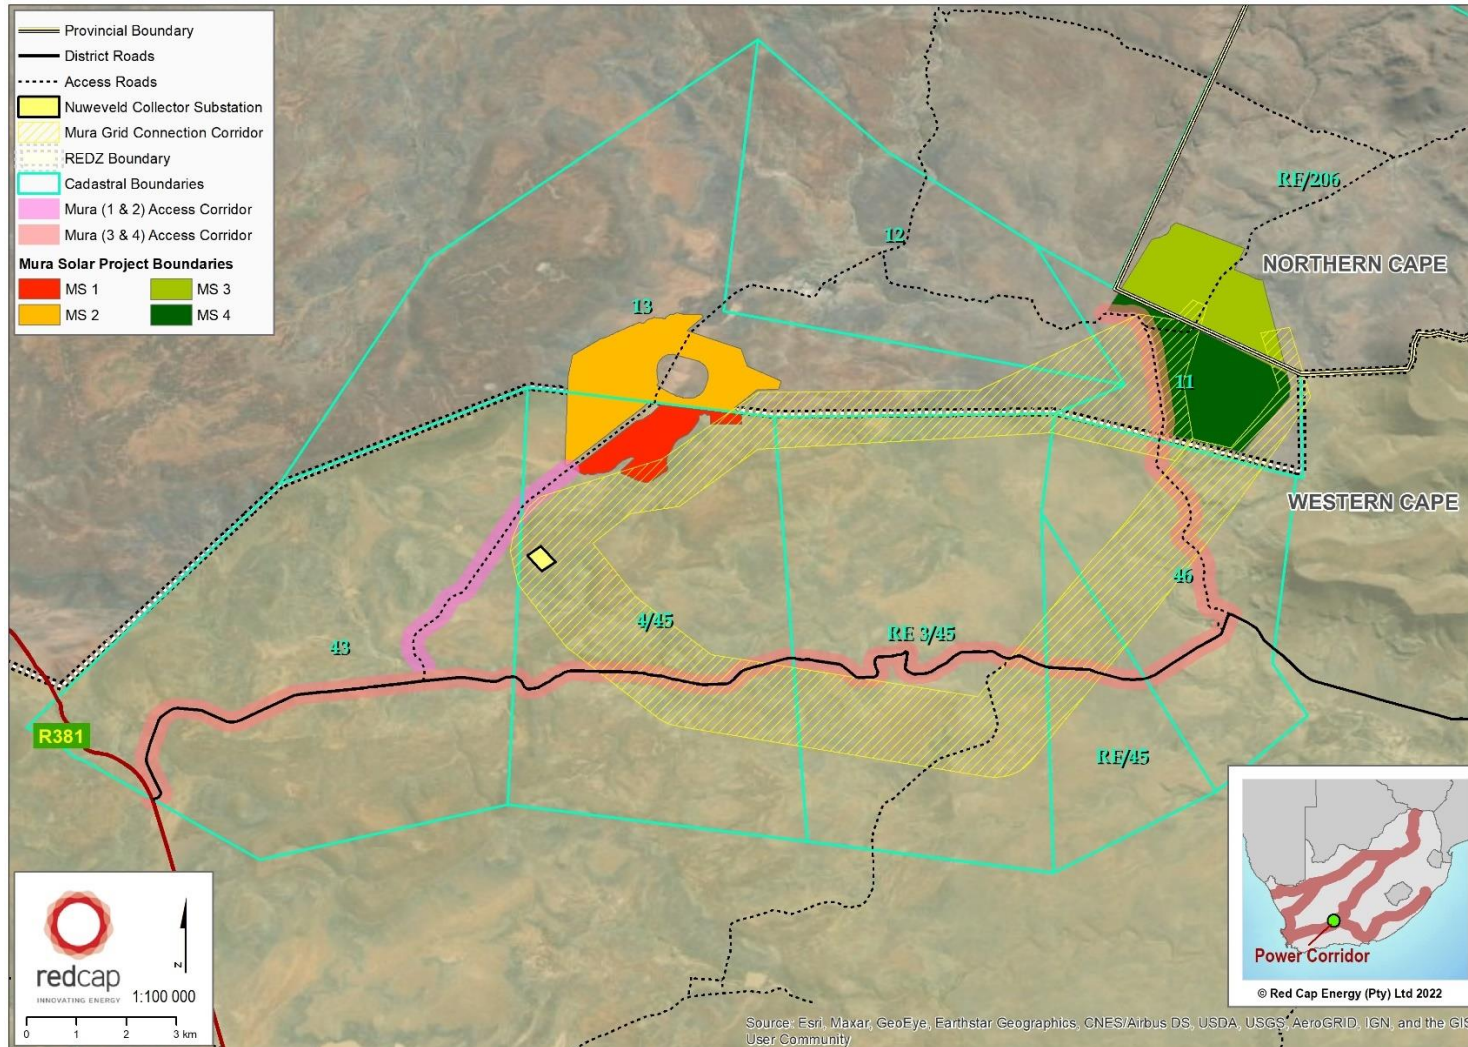 Provincial Boundary
District Roads
Access Roads
Nuweveld Collector Substation
Mura Grid Connection Corridor
REDZ Boundary
Cadastral Boundaries
Mura (1 & 2) Access Corridor
Mura (3 & 4) Access Corridor
Mura Solar Project Boundaries
MS 1 MS 3
MS 2 MS 4
RE/206
12
NORTHERN CAPE
13
11
WESTERN CAPE
46
4/45
RE 3/45
43
R381
RE/45
redcap
INNOVATING ENERGY
N
1:100 000
0 1 2 3 km
Power Corridor
© Red Cap Energy (Pty) Ltd 2022
Source: Esri, Maxar, GeoEye, Earthstar Geographics, CNES/Airbus DS, USDA, USGS, AeroGRID, IGN, and the GIS
User Community